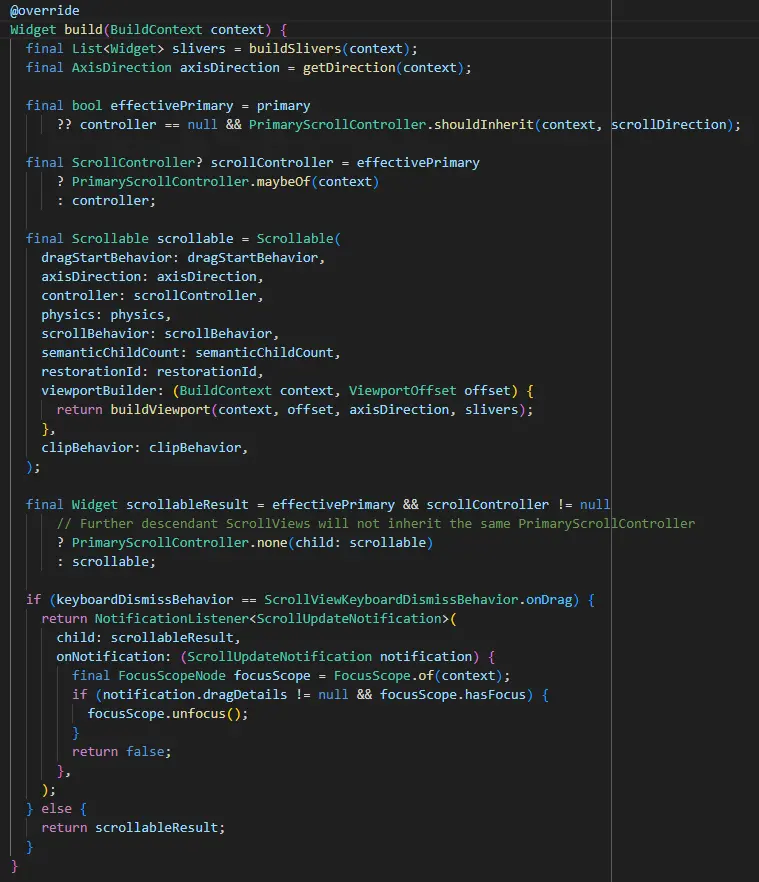 @override
Widget build(BuildContext context) {
  final List<Widget> slivers = buildSlivers(context);
  final AxisDirection axisDirection = getDirection(context);

  final bool effectivePrimary = primary
      ?? controller == null && PrimaryScrollController.shouldInherit(context, scrollDirection);

  final ScrollController? scrollController = effectivePrimary
      ? PrimaryScrollController.maybeOf(context)
      : controller;

  final Scrollable scrollable = Scrollable(
    dragStartBehavior: dragStartBehavior,
    axisDirection: axisDirection,
    controller: scrollController,
    physics: physics,
    scrollBehavior: scrollBehavior,
    semanticChildCount: semanticChildCount,
    restorationId: restorationId,
    viewportBuilder: (BuildContext context, ViewportOffset offset) {
      return buildViewport(context, offset, axisDirection, slivers);
    },
    clipBehavior: clipBehavior,
  );

  final Widget scrollableResult = effectivePrimary && scrollController != null
      // Further descendant ScrollViews will not inherit the same PrimaryScrollController
      ? PrimaryScrollController.none(child: scrollable)
      : scrollable;

  if (keyboardDismissBehavior == ScrollViewKeyboardDismissBehavior.onDrag) {
    return NotificationListener<ScrollUpdateNotification>(
      child: scrollableResult,
      onNotification: (ScrollUpdateNotification notification) {
        final FocusScopeNode focusScope = FocusScope.of(context);
        if (notification.dragDetails != null && focusScope.hasFocus) {
          focusScope.unfocus();
        }
        return false;
      },
    );
  } else {
    return scrollableResult;
  }
}